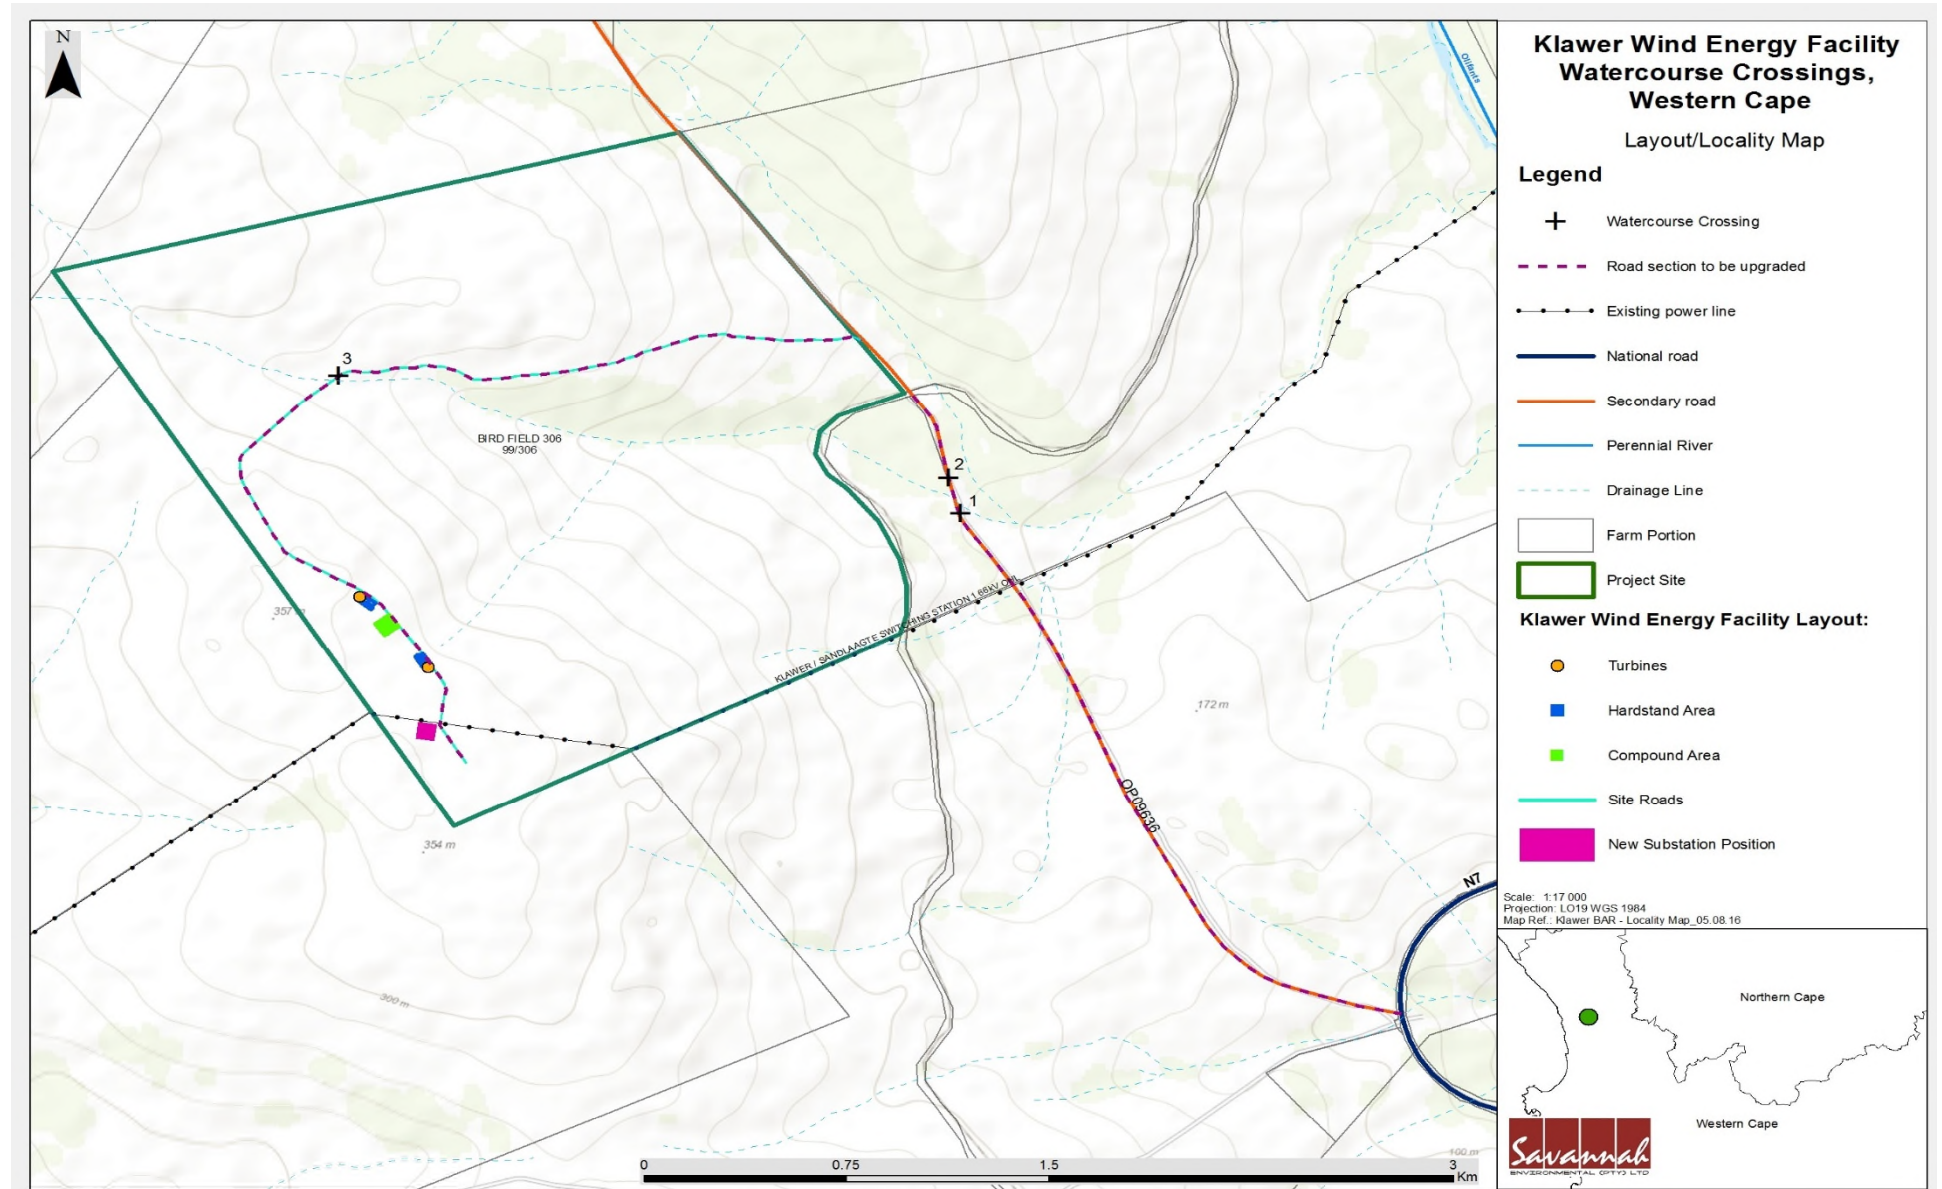 N
3
BIRD FIELD 306
99/306
2
1
357 m
KLAWER / SANDLAAGTE SWITCHING STATION 1 66kV OHL
172 m
OP09636
354 m
300 m
N7
100 m
Olifants
0 0.75 1.5 3
Km
Klawer Wind Energy Facility
Watercourse Crossings,
Western Cape
Layout/Locality Map
Legend
Watercourse Crossing
Road section to be upgraded
Existing power line
National road
Secondary road
Perennial River
Drainage Line
Farm Portion
Project Site
Klawer Wind Energy Facility Layout:
Turbines
Hardstand Area
Compound Area
Site Roads
New Substation Position
Scale: 1:17 000
Projection: LO19 WGS 1984
Map Ref.: Klawer BAR - Locality Map_05.08.16
Northern Cape
Western Cape
Savannah
ENVIRONMENTAL (PTY) LTD